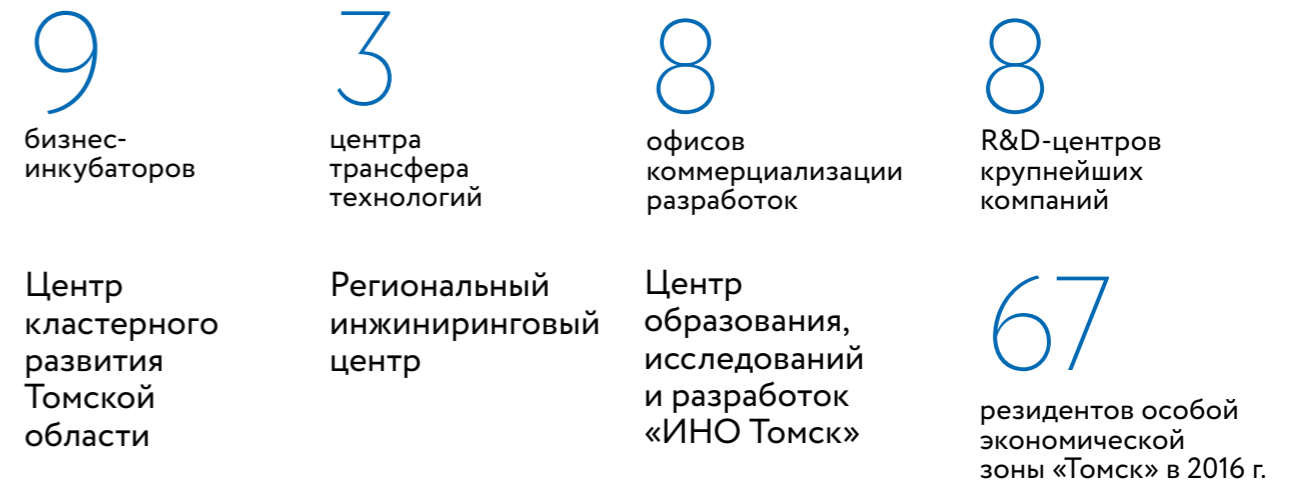 9
бизнес-
инкубаторов
3
центра
трансфера
технологий
8
офисов
коммерциализации
разработок
8
R&D-центров
крупнейших
компаний
Центр
кластерного
развития
Томской
области
Региональный
инжиниринговый
центр
Центр
образования,
исследований
и разработок
«ИНО Томск»
67
резидентов особой
экономической
зоны «Томск» в 2016 г.